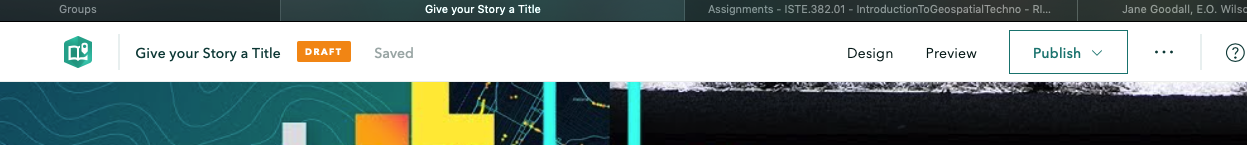 Groups
Give your Story a Title
Assignments - ISTE.382.01 - IntroductionToGeospatialTechno - RI...
Jane Goodall, E.O. Wilso
Give your Story a Title
DRAFT
Saved
Design
Preview
Publish
...
?